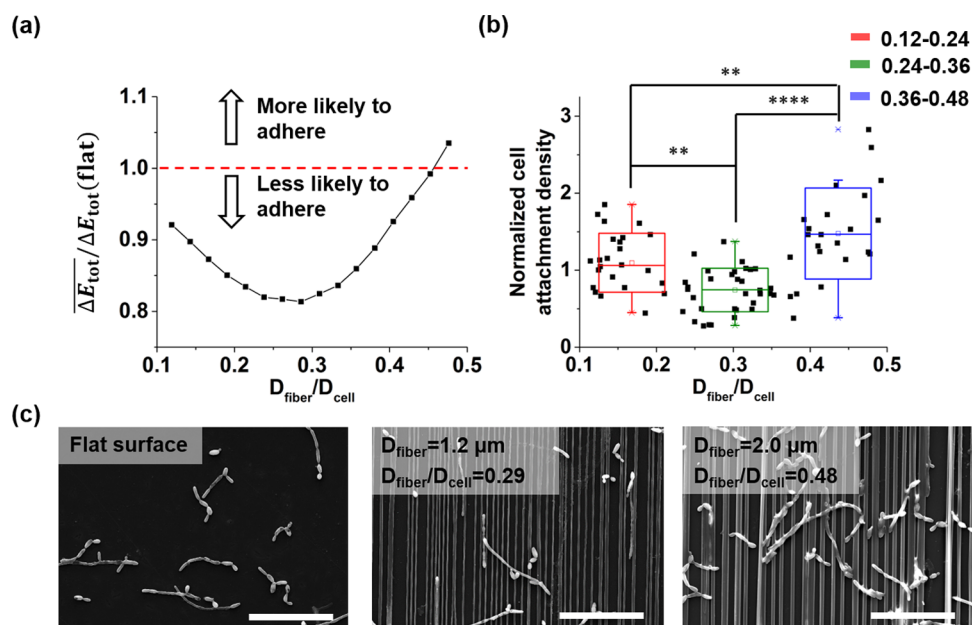 (a)
1.1
1.0
0.9
0.8
0.1
0.2
0.3
0.4
0.5
More likely to
adhere
Less likely to
adhere
ΔE_tot/ΔE_tot(flat)
D_fiber/D_cell
(b)
0.12-0.24
0.24-0.36
0.36-0.48
**
****
**
3
2
1
0
0.1
0.2
0.3
0.4
0.5
Normalized cell
attachment density
D_fiber/D_cell
(c)
Flat surface
D_fiber=1.2 μm
D_fiber/D_cell=0.29
D_fiber=2.0 μm
D_fiber/D_cell=0.48